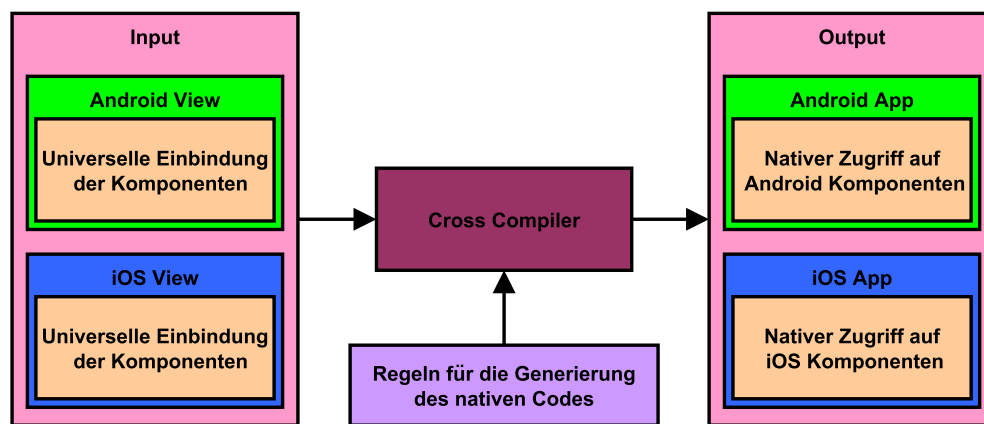 Input
Android View
Universelle Einbindung
der Komponenten
iOS View
Universelle Einbindung
der Komponenten
Cross Compiler
Regeln für die Generierung
des nativen Codes
Output
Android App
Nativer Zugriff auf
Android Komponenten
iOS App
Nativer Zugriff auf
iOS Komponenten